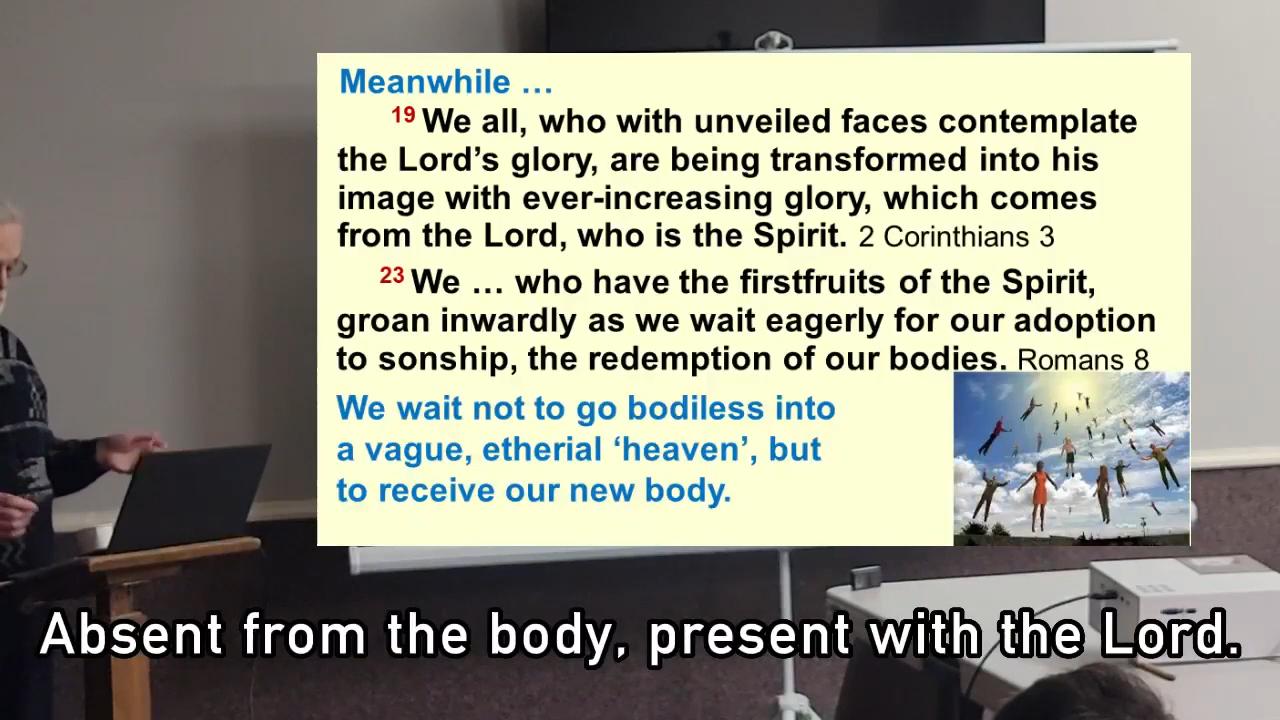 Meanwhile …
19 We all, who with unveiled faces contemplate
the Lord's glory, are being transformed into his
image with ever-increasing glory, which comes
from the Lord, who is the Spirit. 2 Corinthians 3
23 We … who have the firstfruits of the Spirit,
groan inwardly as we wait eagerly for our adoption
to sonship, the redemption of our bodies. Romans 8
We wait not to go bodiless into
a vague, etherial ‘heaven’, but
to receive our new body.
Absent from the body, present with the Lord.